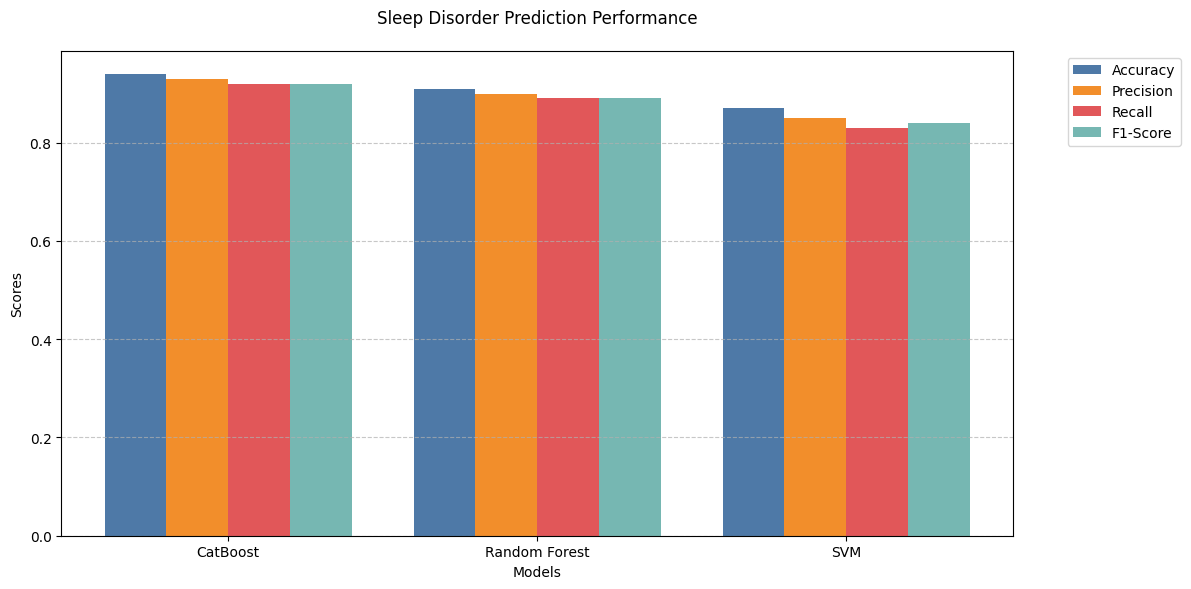 Sleep Disorder Prediction Performance
Accuracy
Precision
Recall
F1-Score
Scores
0.8
0.6
0.4
0.2
0.0
CatBoost
Random Forest
SVM
Models